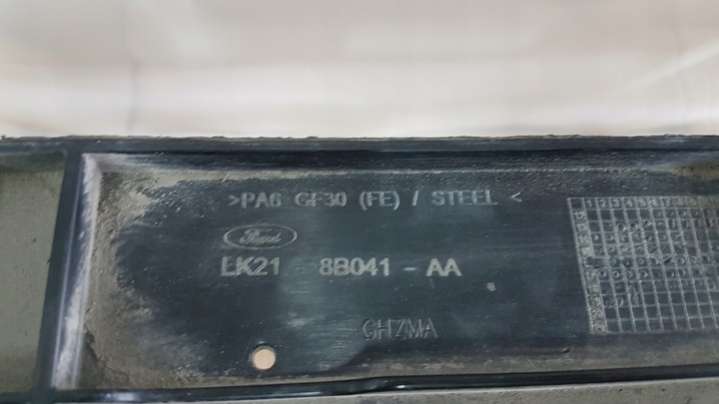 >PA6 GF30 (FE) / STEEL<
Ford
LK21 8B041-AA
GHZMA